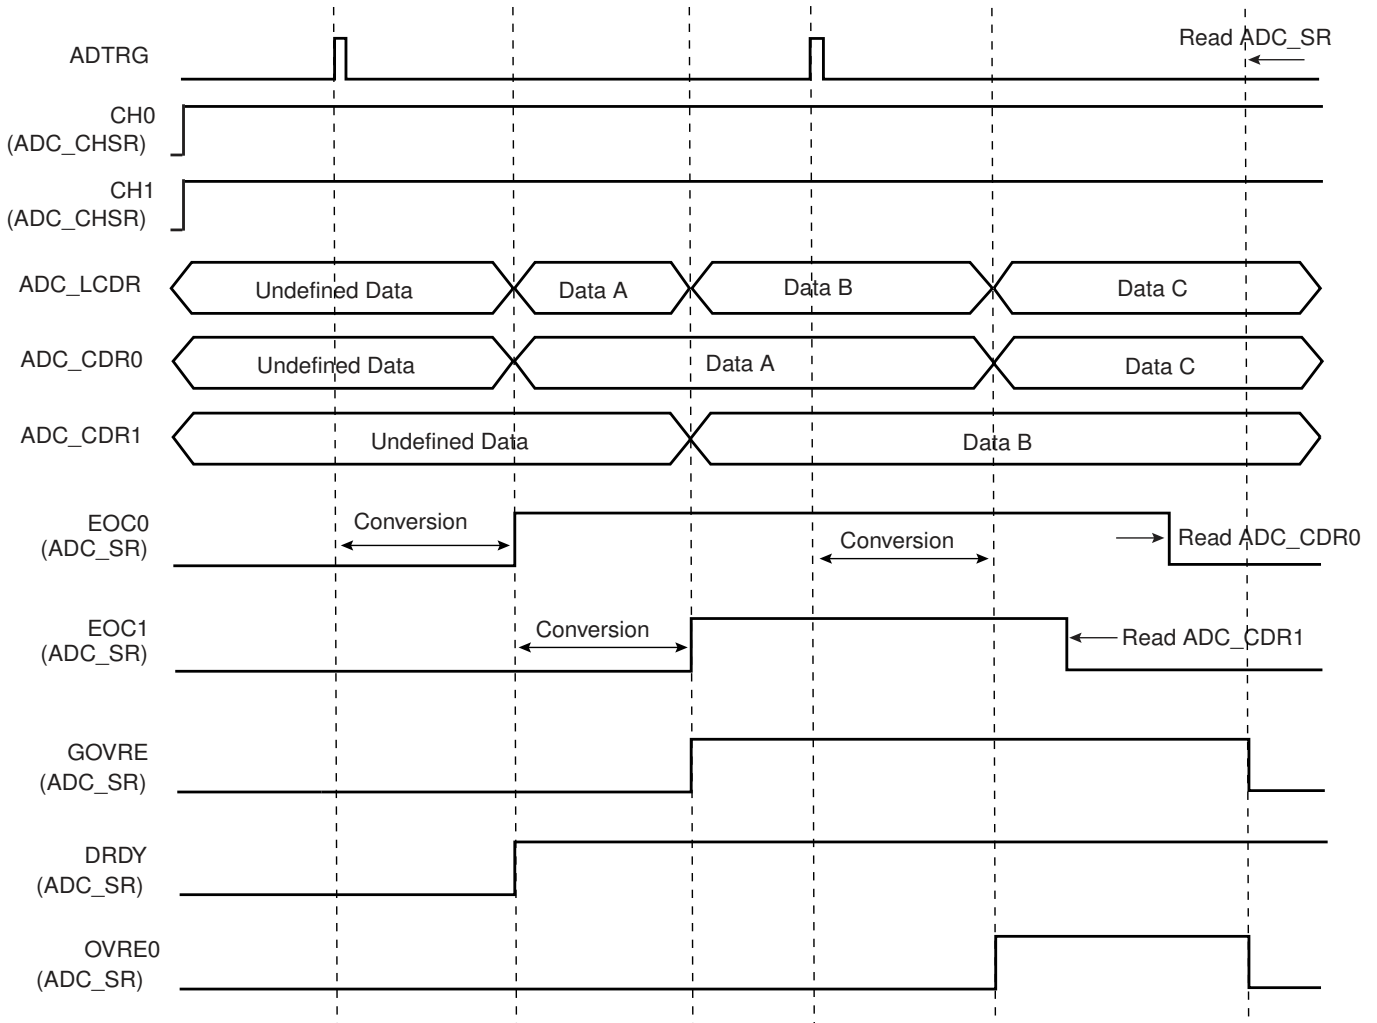 Read ADC_SR
ADTRG
CH0
(ADC_CHSR)
CH1
(ADC_CHSR)
ADC_LCDR
Undefined Data
Data A
Data B
Data C
ADC_CDR0
Undefined Data
Data A
Data C
ADC_CDR1
Undefined Data
Data B
EOC0
(ADC_SR)
Conversion
Conversion
Read ADC_CDR0
EOC1
(ADC_SR)
Conversion
Read ADC_CDR1
GOVRE
(ADC_SR)
DRDY
(ADC_SR)
OVRE0
(ADC_SR)